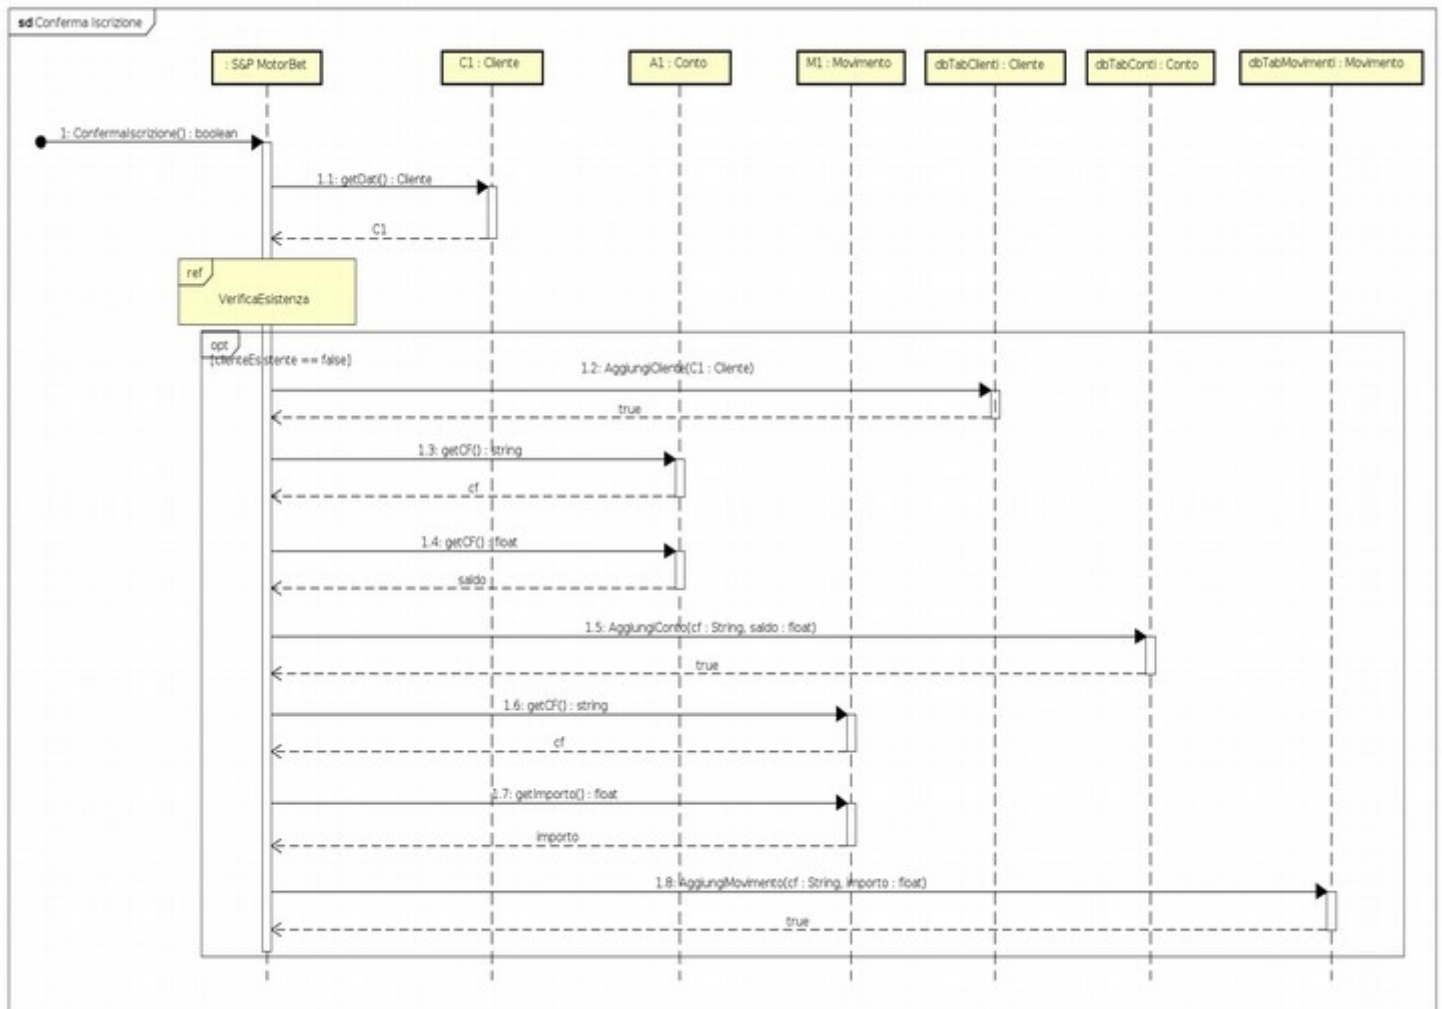 sd Conferma Iscrizione
: S&P MotorBet
C1 : Cliente
A1 : Conto
M1 : Movimento
dbTabClienti : Cliente
dbTabConti : Conto
dbTabMovimenti : Movimento
1: ConfermaIscrizione() : boolean
1.1: getDati() : Cliente
C1
ref
VerificaEsistenza
opt
[clienteEsistente == false]
1.2: AggiungiCliente(C1 : Cliente)
true
1.3: getCF() : string
cf
1.4: getCF() : float
saldo
1.5: AggiungiConto(cf : String, saldo : float)
true
1.6: getCF() : string
cf
1.7: getImporto() : float
importo
1.8: AggiungiMovimento(cf : String, importo : float)
true